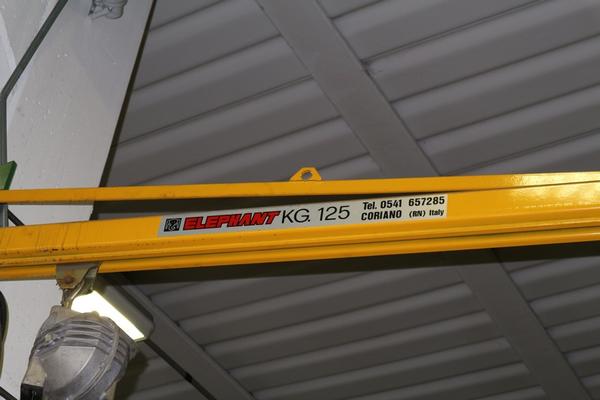 ELEPHANT KG. 125
Tel. 0541 657285
CORIANO (RN) Italy